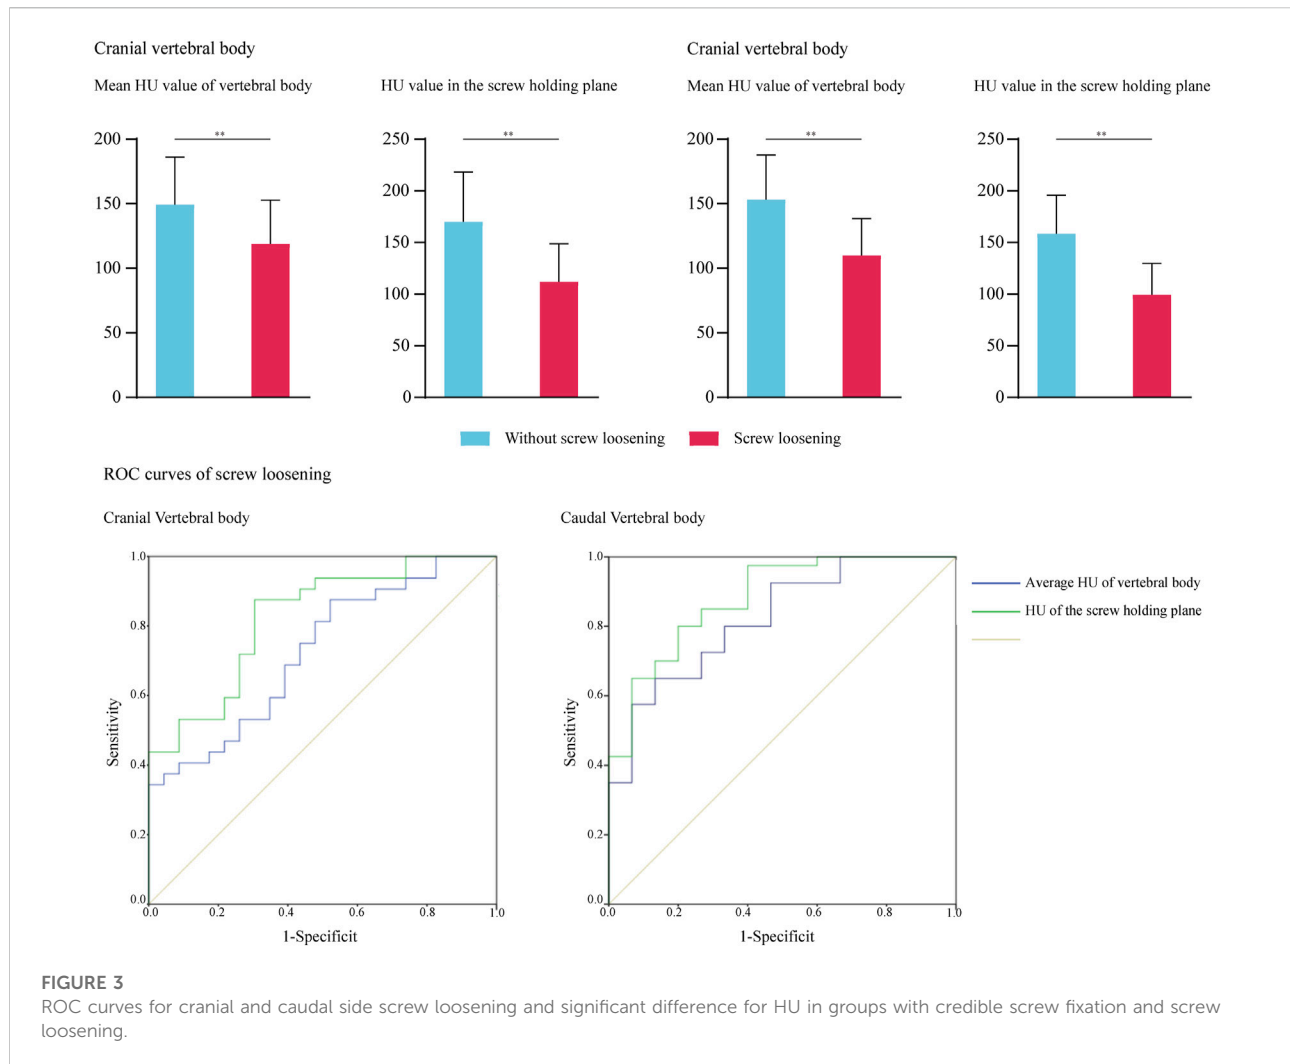 Cranial vertebral body
Cranial vertebral body
Mean HU value of vertebral body
HU value in the screw holding plane
Mean HU value of vertebral body
HU value in the screw holding plane
200
150
100
50
0
**
250
200
150
100
50
0
**
200
150
100
50
0
**
250
200
150
100
50
0
**
Without screw loosening
Screw loosening
ROC curves of screw loosening
Cranial Vertebral body
Caudal Vertebral body
1.0
0.8
0.6
0.4
0.2
0.0
Sensitivity
0.0 0.2 0.4 0.6 0.8 1.0
1-Specificit
1.0
0.8
0.6
0.4
0.2
0.0
Sensitivity
0.0 0.2 0.4 0.6 0.8 1.0
1-Specificit
Average HU of vertebral body
HU of the screw holding plane
FIGURE 3
ROC curves for cranial and caudal side screw loosening and significant difference for HU in groups with credible screw fixation and screw
loosening.